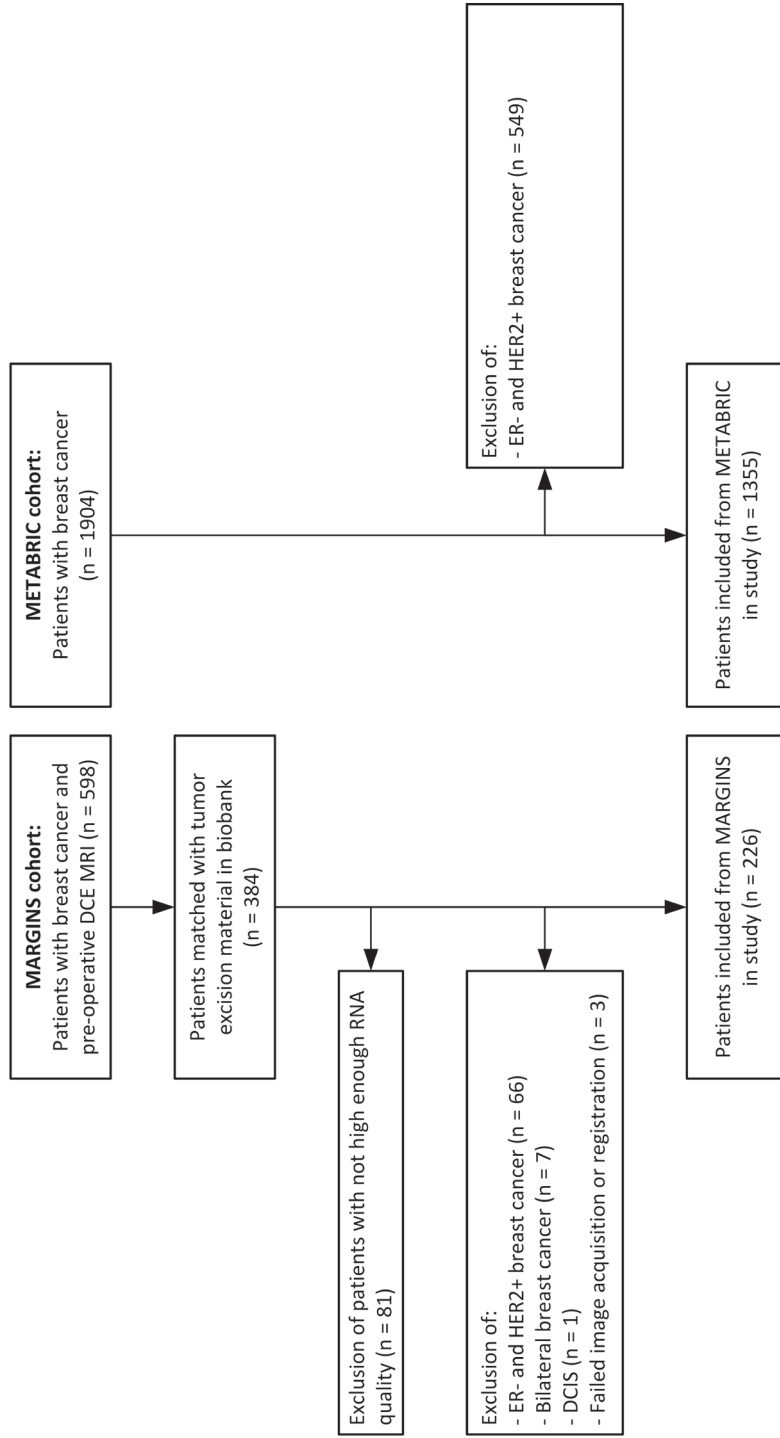 MARGINS cohort:
Patients with breast cancer and
pre-operative DCE MRI (n = 598)
Patients matched with tumor
excision material in biobank
(n = 384)
Exclusion of patients with not high enough RNA
quality (n = 81)
Exclusion of:
- ER- and HER2+ breast cancer (n = 66)
- Bilateral breast cancer (n = 7)
- DCIS (n = 1)
- Failed image acquisition or registration (n = 3)
Patients included from MARGINS
in study (n = 226)
METABRIC cohort:
Patients with breast cancer
(n = 1904)
Exclusion of:
- ER- and HER2+ breast cancer (n = 549)
Patients included from METABRIC
in study (n = 1355)